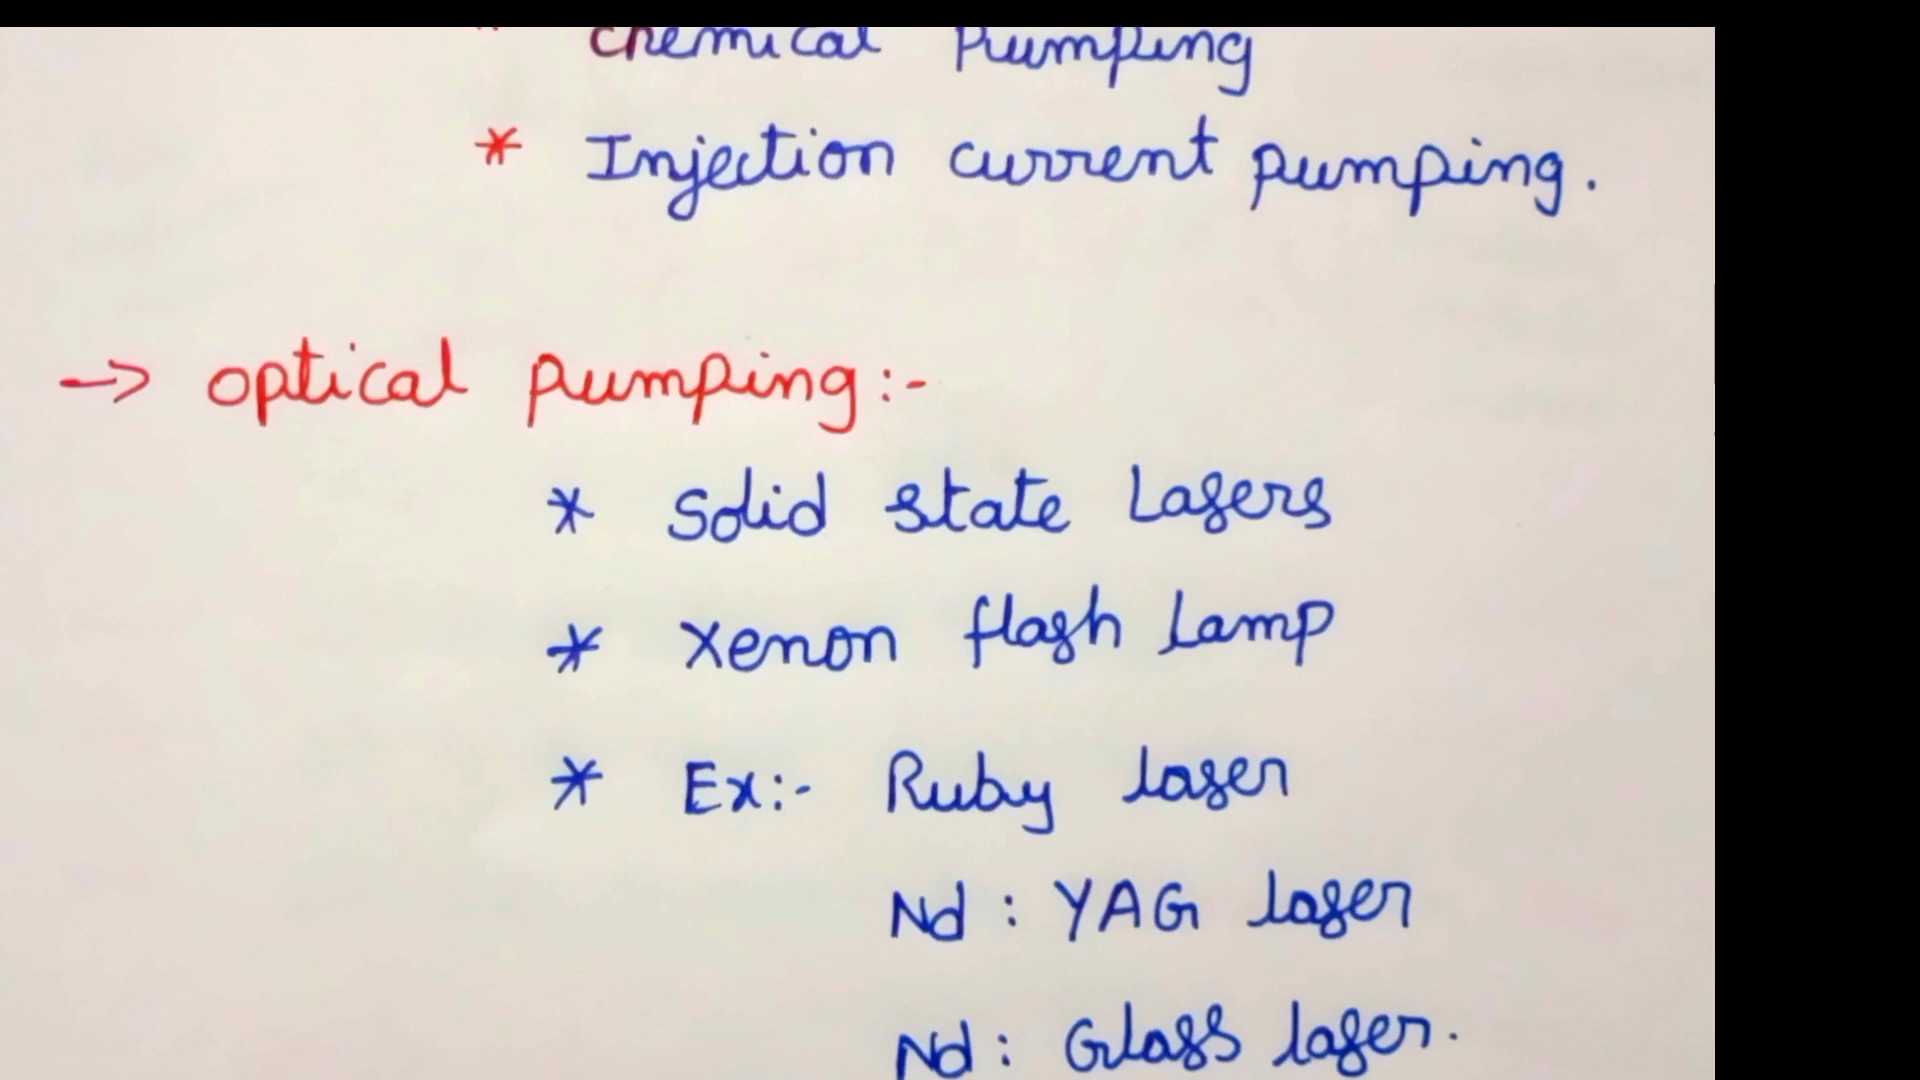 * Chemical Pumping
* Injection current pumping.
-> optical pumping:-
* Solid state Lasers
* Xenon flash Lamp
* Ex:- Ruby laser
Nd : YAG laser
Nd : Glass laser.